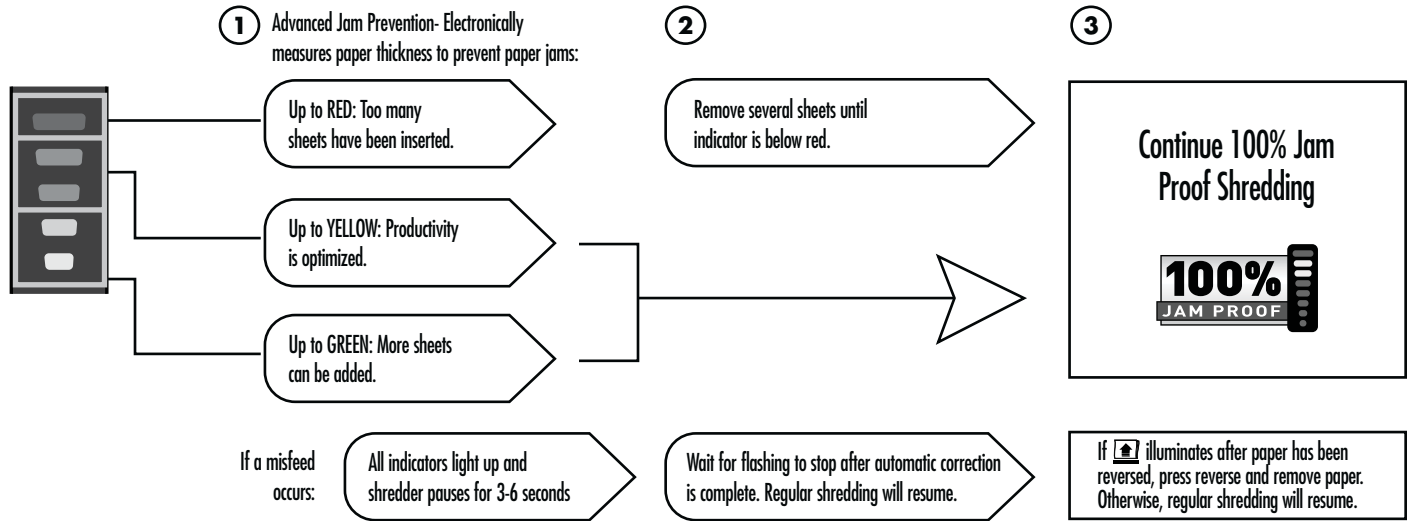 1
Advanced Jam Prevention- Electronically
measures paper thickness to prevent paper jams:
Up to RED: Too many
sheets have been inserted.
Up to YELLOW: Productivity
is optimized.
Up to GREEN: More sheets
can be added.
2
Remove several sheets until
indicator is below red.
3
Continue 100% Jam
Proof Shredding
100%
JAM PROOF
If a misfeed
occurs:
All indicators light up and
shredder pauses for 3-6 seconds
Wait for flashing to stop after automatic correction
is complete. Regular shredding will resume.
If illuminates after paper has been
reversed, press reverse and remove paper.
Otherwise, regular shredding will resume.